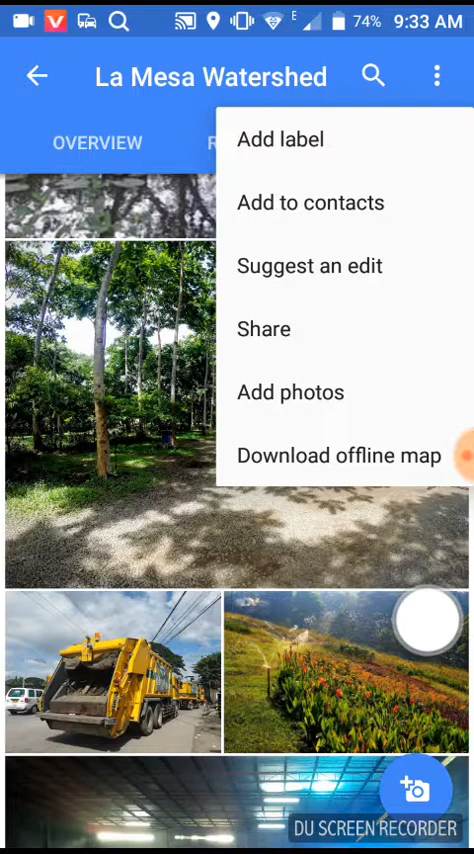 E 74% 9:33 AM
La Mesa Watershed
OVERVIEW R
Add label
Add to contacts
Suggest an edit
Share
Add photos
Download offline map
DU SCREEN RECORDER